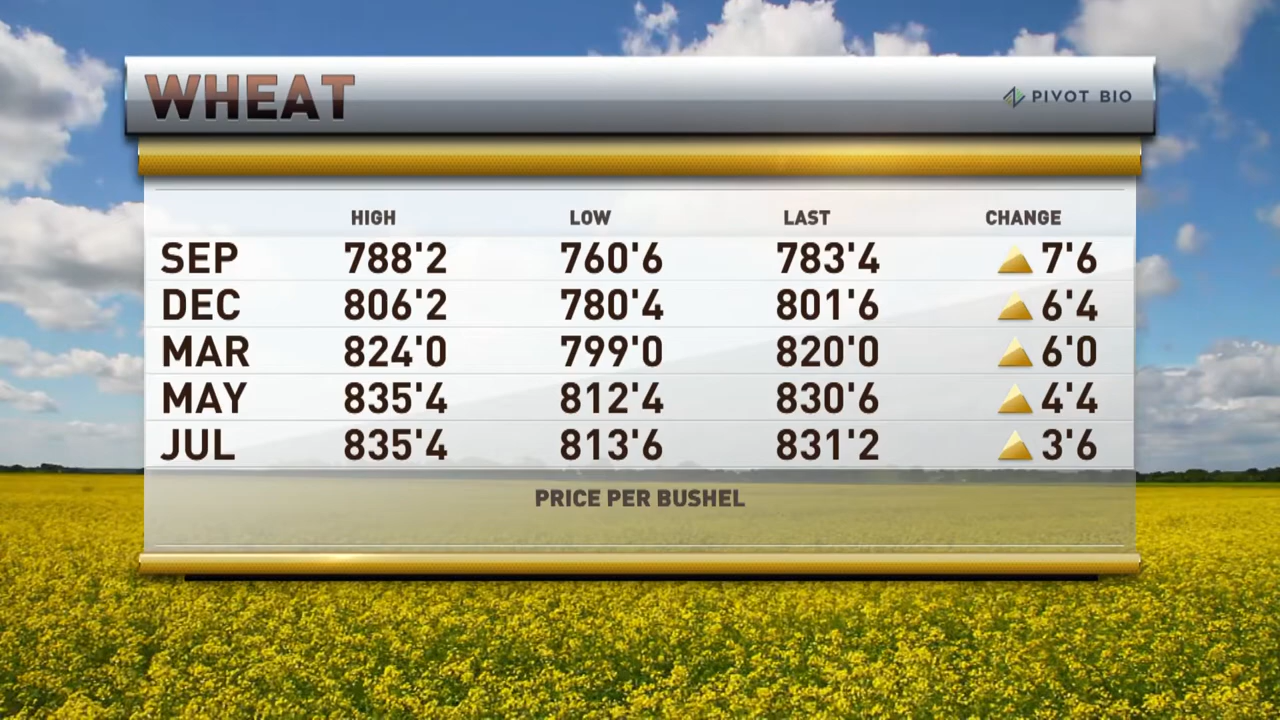 WHEAT
PIVOT BIO
HIGH LOW LAST CHANGE
SEP 788'2 760'6 783'4 7'6
DEC 806'2 780'4 801'6 6'4
MAR 824'0 799'0 820'0 6'0
MAY 835'4 812'4 830'6 4'4
JUL 835'4 813'6 831'2 3'6
PRICE PER BUSHEL